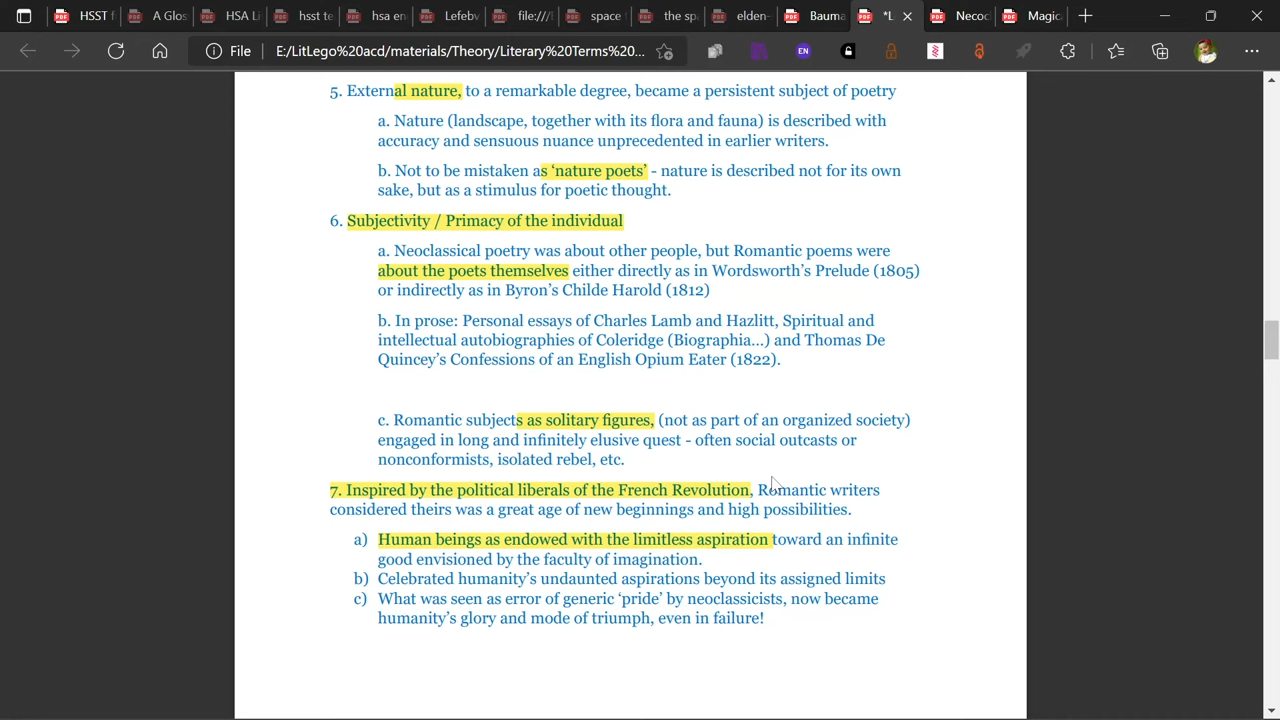 HSST f
A Glos
HSA Li
hsst te
hsa en
Lefebv
file:///
space
the sp
elden-
Bauma
*L
Necoc
Magic
File E:/LitLego%20acd/materials/Theory/Literary%20Terms%20...
EN
5. External nature, to a remarkable degree, became a persistent subject of poetry
a. Nature (landscape, together with its flora and fauna) is described with
accuracy and sensuous nuance unprecedented in earlier writers.
b. Not to be mistaken as ‘nature poets’ - nature is described not for its own
sake, but as a stimulus for poetic thought.
6. Subjectivity / Primacy of the individual
a. Neoclassical poetry was about other people, but Romantic poems were
about the poets themselves either directly as in Wordsworth’s Prelude (1805)
or indirectly as in Byron’s Childe Harold (1812)
b. In prose: Personal essays of Charles Lamb and Hazlitt, Spiritual and
intellectual autobiographies of Coleridge (Biographia...) and Thomas De
Quincey’s Confessions of an English Opium Eater (1822).
c. Romantic subjects as solitary figures, (not as part of an organized society)
engaged in long and infinitely elusive quest - often social outcasts or
nonconformists, isolated rebel, etc.
7. Inspired by the political liberals of the French Revolution, Romantic writers
considered theirs was a great age of new beginnings and high possibilities.
a) Human beings as endowed with the limitless aspiration toward an infinite
good envisioned by the faculty of imagination.
b) Celebrated humanity’s undaunted aspirations beyond its assigned limits
c) What was seen as error of generic ‘pride’ by neoclassicists, now became
humanity’s glory and mode of triumph, even in failure!